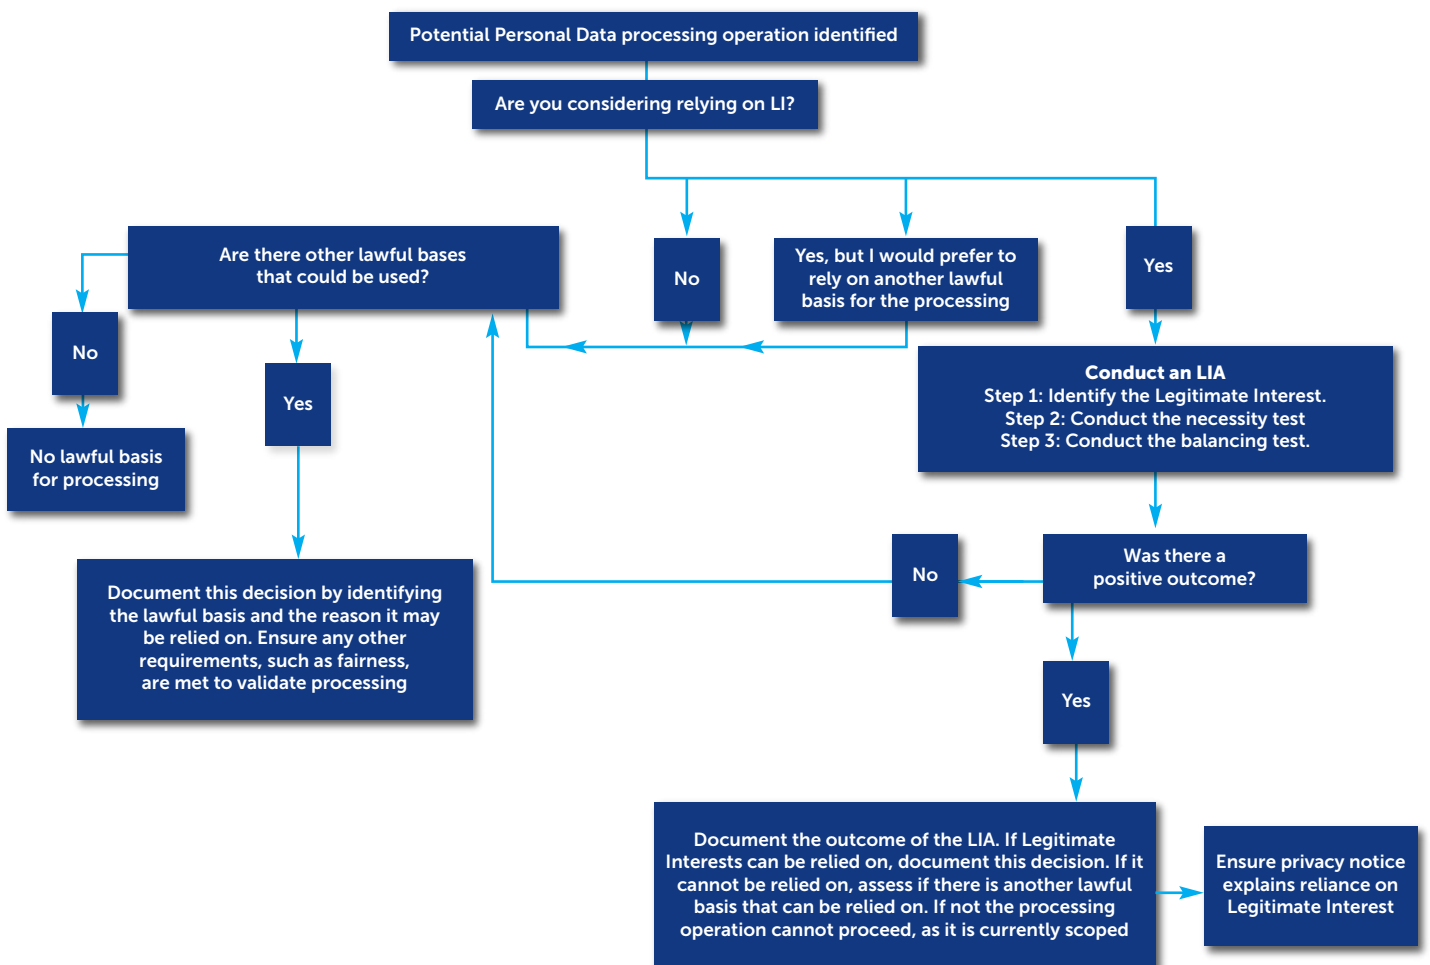 Potential Personal Data processing operation identified
Are you considering relying on LI?
Are there other lawful bases
that could be used?
No
Yes, but I would prefer to
rely on another lawful
basis for the processing
Yes
No
Yes
Conduct an LIA
Step 1: Identify the Legitimate Interest.
Step 2: Conduct the necessity test
Step 3: Conduct the balancing test.
No lawful basis
for processing
No
Was there a
positive outcome?
Document this decision by identifying
the lawful basis and the reason it may
be relied on. Ensure any other
requirements, such as fairness,
are met to validate processing
Yes
Document the outcome of the LIA. If Legitimate
Interests can be relied on, document this decision. If it
cannot be relied on, assess if there is another lawful
basis that can be relied on. If not the processing
operation cannot proceed, as it is currently scoped
Ensure privacy notice
explains reliance on
Legitimate Interest